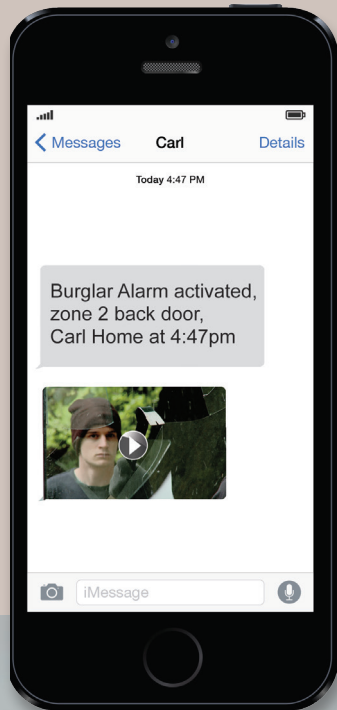 Messages
Carl
Details
Today 4:47 PM
Burglar Alarm activated,
zone 2 back door,
Carl Home at 4:47pm
iMessage